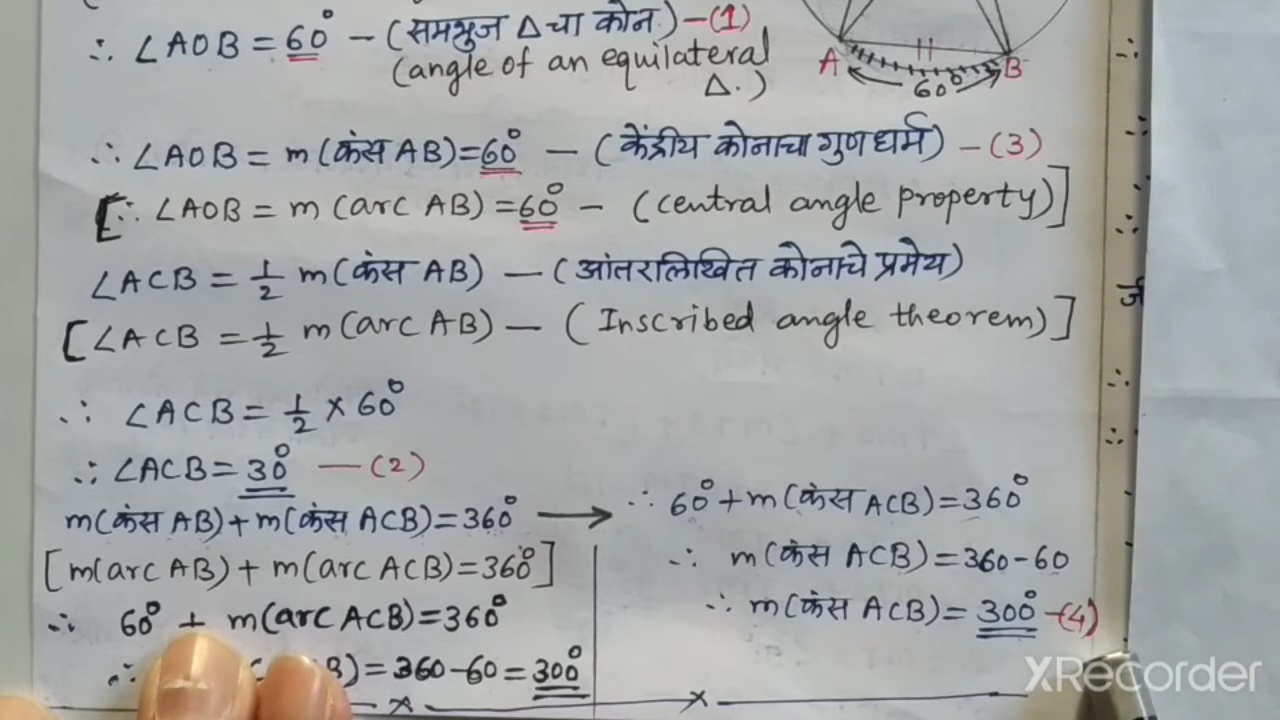 ∴ ∠AOB = 60° – (समभुज Δचा कोन) –(1)
(angle of an equilateral
Δ.)
A
B
60°
∴ ∠AOB = m(कंस AB)=60° – (केंद्रीय कोनाचा गुणधर्म) –(3)
[∴ ∠AOB = m (arc AB) =60° – (central angle property)]
∠ACB = 1/2 m(कंस AB) – (आंतरलिखित कोनाचे प्रमेय)
[∠ACB = 1/2 m(arc AB) – (Inscribed angle theorem)]
∴ ∠ACB = 1/2 × 60°
∴ ∠ACB = 30° –(2)
m(कंस AB)+m(कंस ACB)=360° →
[m(arc AB) + m(arc ACB)=360°]
∴ 60° + m(arc ACB)=360°
∴ B)=360-60=300°
∴ 60°+m(कंस ACB)=360°
∴ m(कंस ACB)=360-60
∴ m(कंस ACB)=300° –(4)
XRecorder